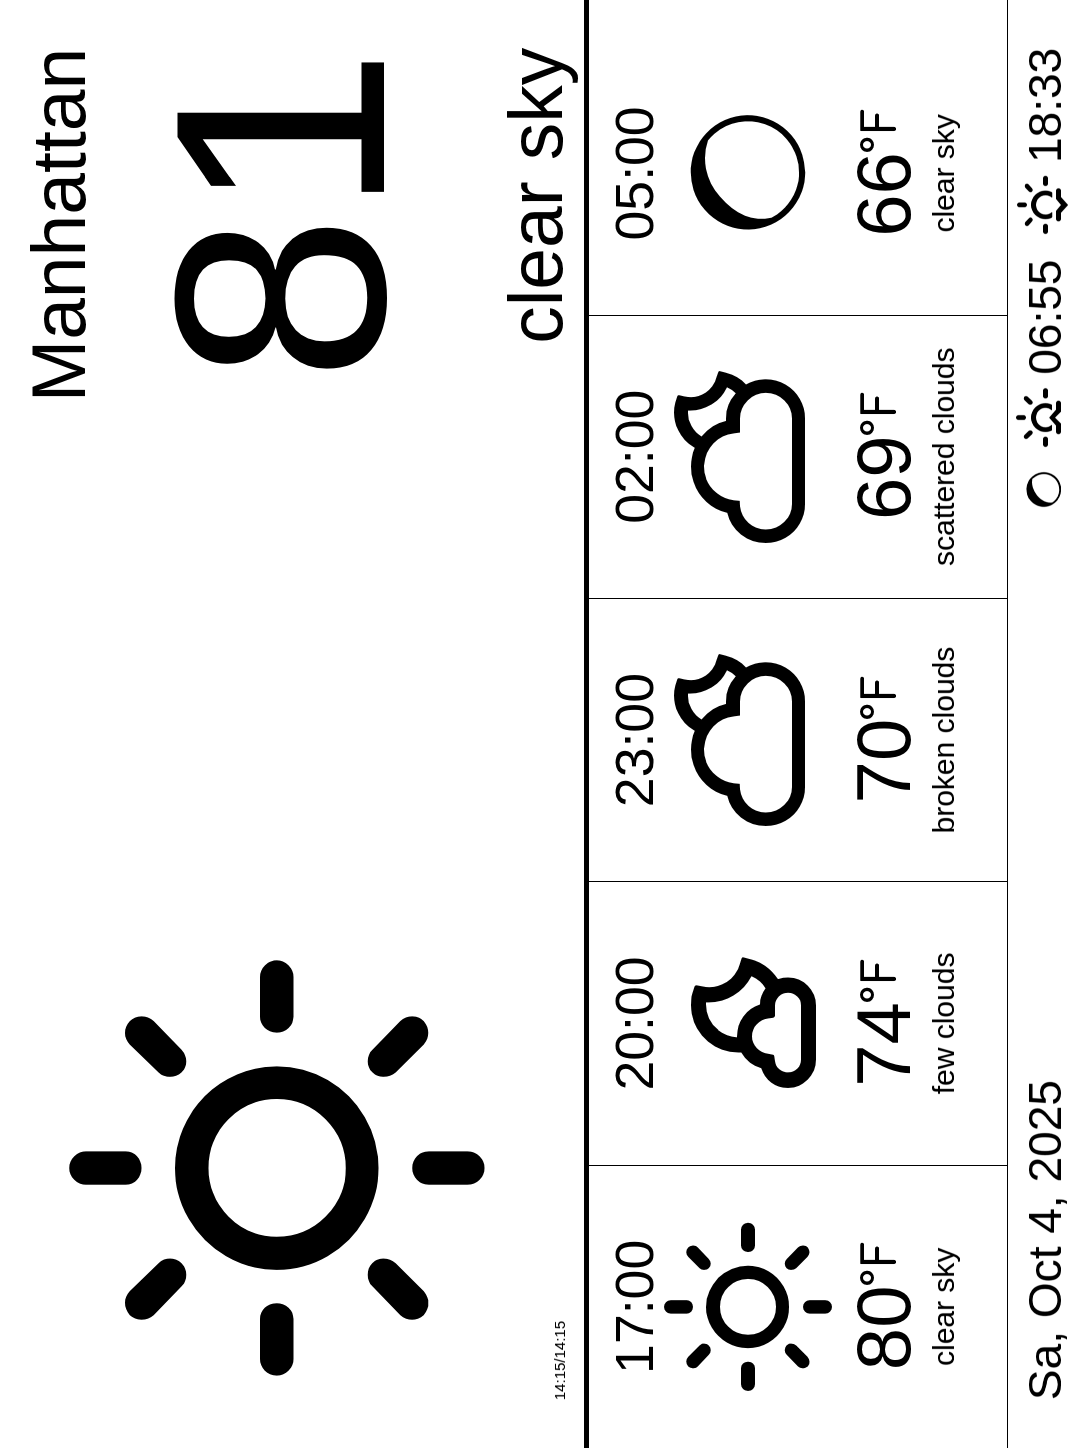 Manhattan
81
clear sky
14:15/14:15
17:00 20:00 23:00 02:00 05:00
80°F 74°F 70°F 69°F 66°F
clear sky few clouds broken clouds scattered clouds clear sky
Sa, Oct 4, 2025 06:55 18:33